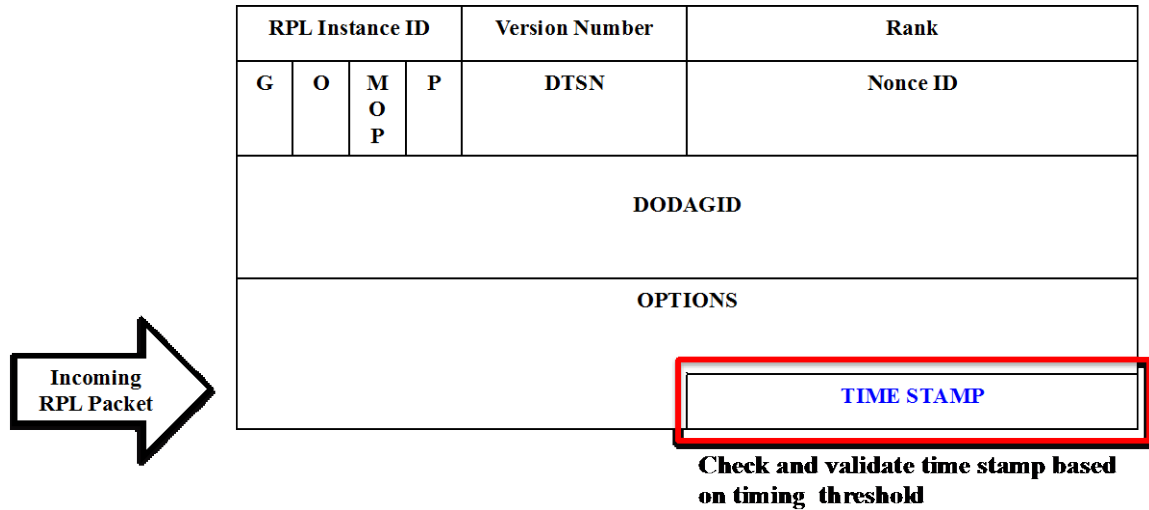 RPL Instance ID
Version Number
Rank
G
O
M
O
P
P
DTSN
Nonce ID
DODAGID
OPTIONS
Incoming
RPL Packet
TIME STAMP
Check and validate time stamp based
on timing threshold